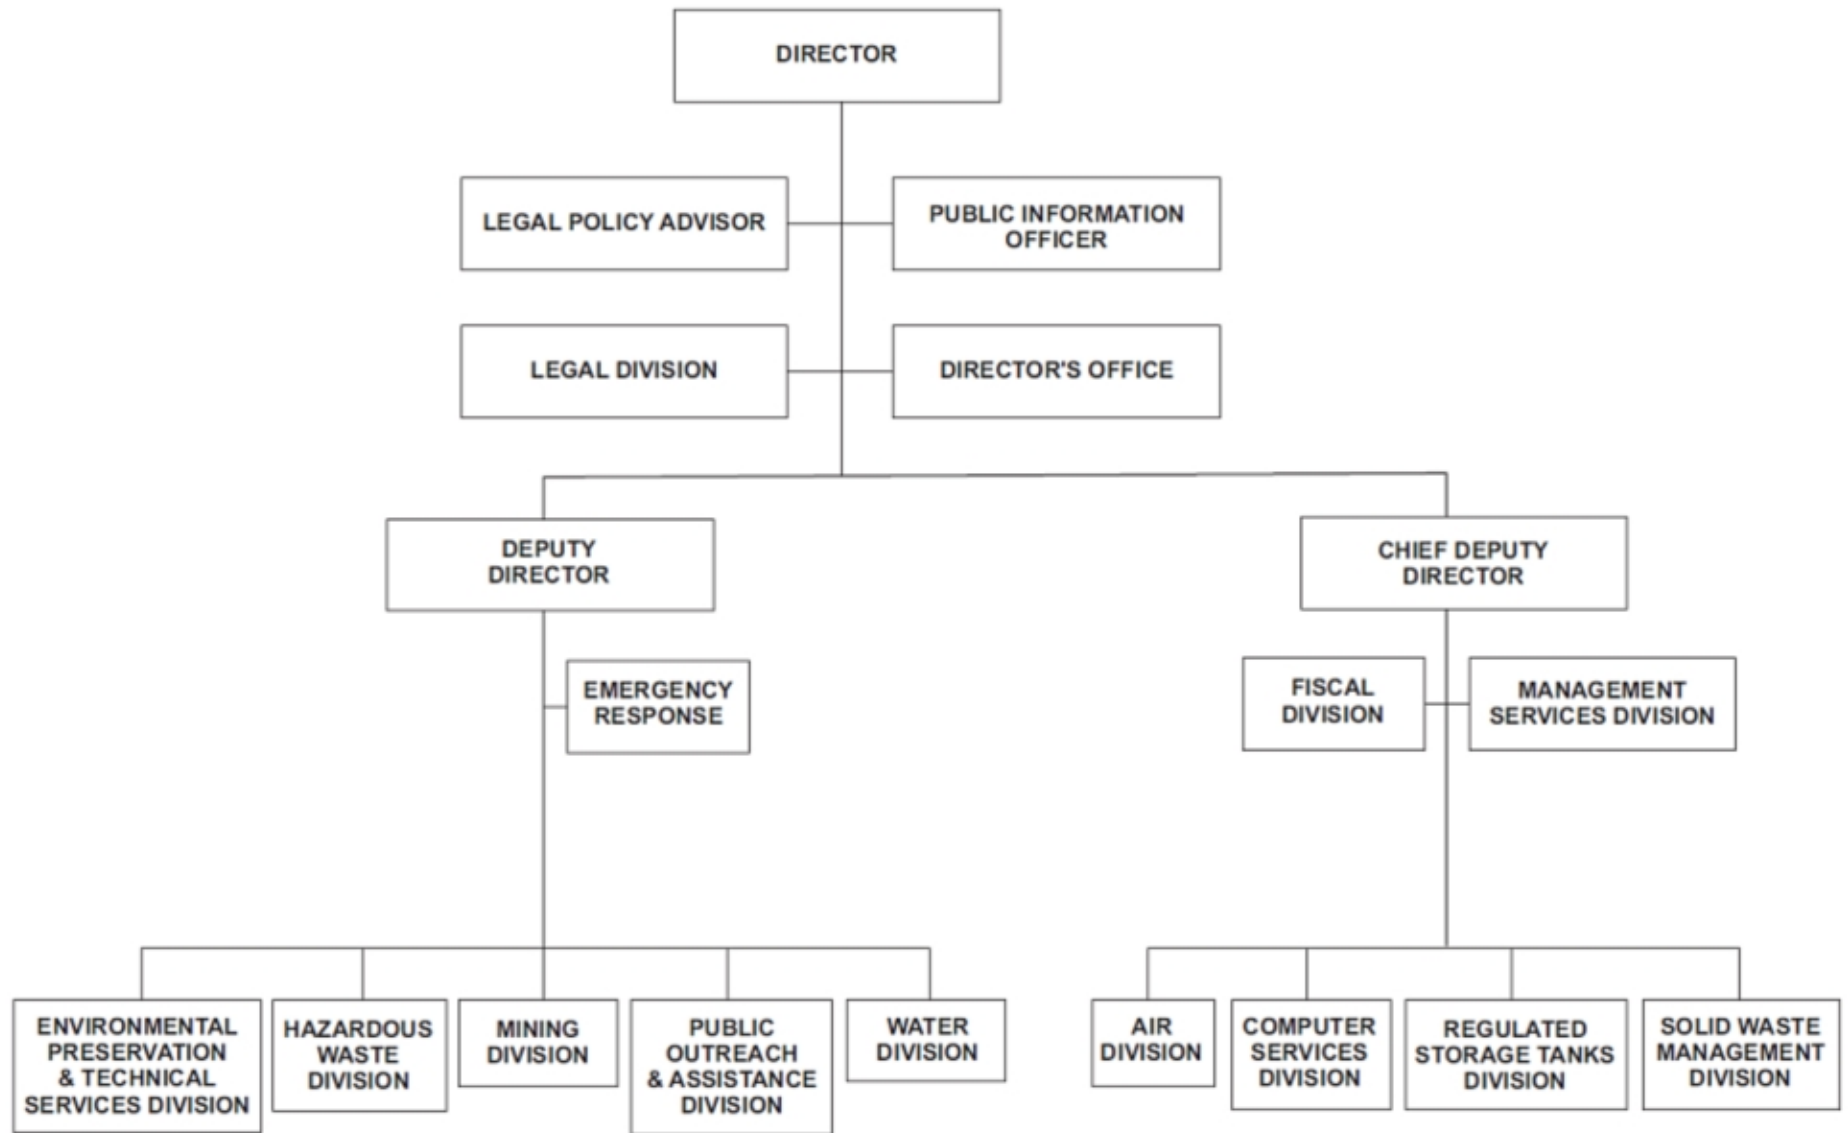 DIRECTOR
LEGAL POLICY ADVISOR
PUBLIC INFORMATION
OFFICER
LEGAL DIVISION
DIRECTOR'S OFFICE
DEPUTY
DIRECTOR
CHIEF DEPUTY
DIRECTOR
EMERGENCY
RESPONSE
FISCAL
DIVISION
MANAGEMENT
SERVICES DIVISION
ENVIRONMENTAL
PRESERVATION
& TECHNICAL
SERVICES DIVISION
HAZARDOUS
WASTE
DIVISION
MINING
DIVISION
PUBLIC
OUTREACH
& ASSISTANCE
DIVISION
WATER
DIVISION
AIR
DIVISION
COMPUTER
SERVICES
DIVISION
REGULATED
STORAGE TANKS
DIVISION
SOLID WASTE
MANAGEMENT
DIVISION